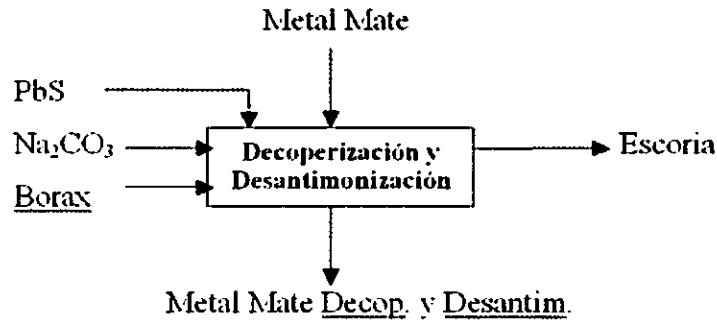 Metal Mate
PbS
Na₂CO₃
Borax
Decoperización y
Desantimonización
Escoria
Metal Mate Decop. y Desantim.